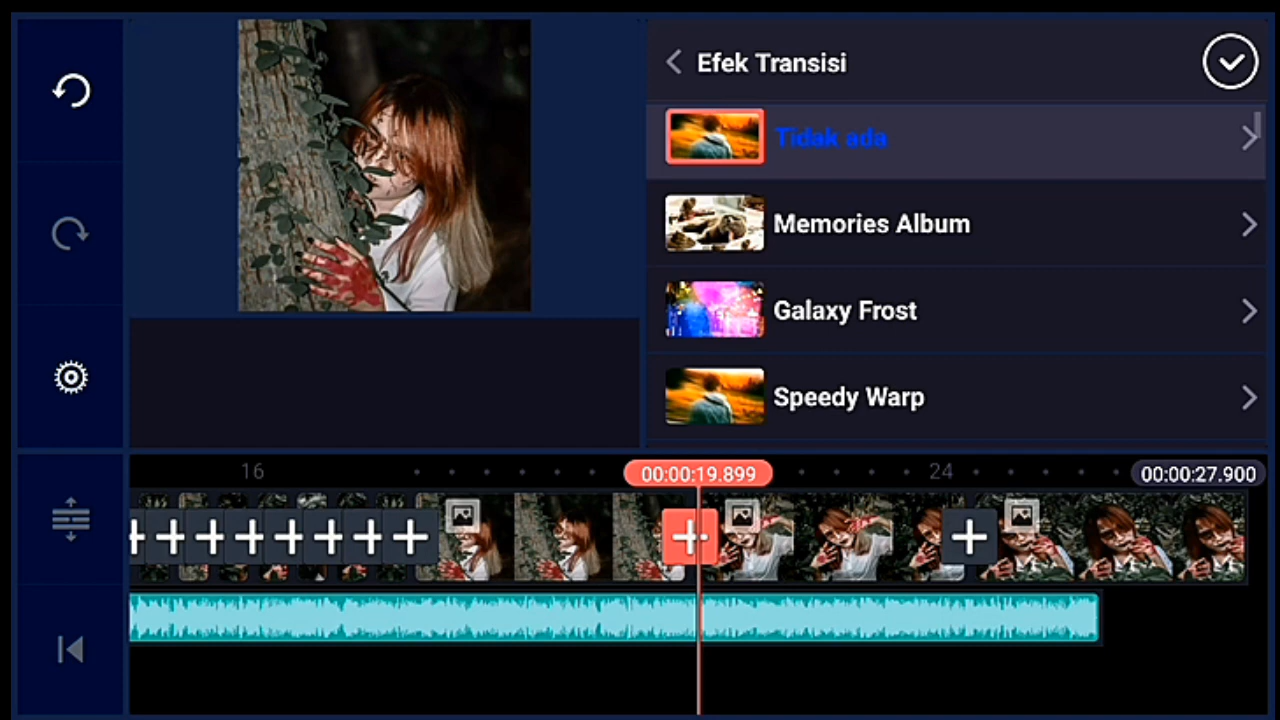 Efek Transisi
Tidak ada
Memories Album
Galaxy Frost
Speedy Warp
16
00:00:19.899
24
00:00:27.900